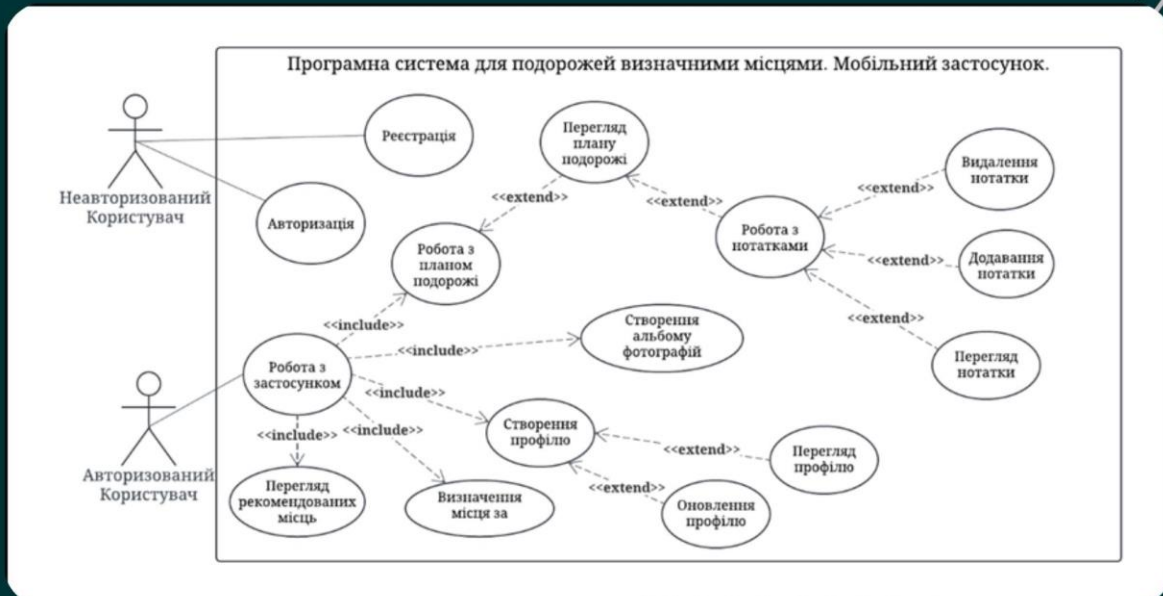 Програмна система для подорожей визначними місцями. Мобільний застосунок.
Неавторизований
Користувач
Реєстрація
Авторизація
Перегляд
плану
подорожі
<<extend>>
<<extend>>
Робота з
планом
подорожі
Робота з
нотатками
<<extend>>
Видалення
нотатки
<<extend>>
Додавання
нотатки
<<extend>>
Перегляд
нотатки
<<include>>
<<include>>
Створення
альбому
фотографій
Робота з
застосунком
<<include>>
<<include>>
<<include>>
Авторизований
Користувач
Створення
профілю
<<extend>>
Перегляд
профілю
<<extend>>
Оновлення
профілю
Перегляд
рекомендованих
місць
Визначення
місця за